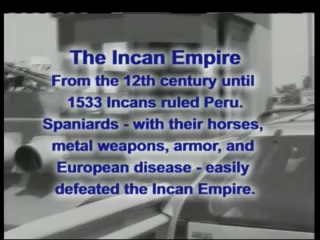 The Incan Empire
From the 12th century until
1533 Incans ruled Peru.
Spaniards - with their horses,
metal weapons, armor, and
European disease - easily
defeated the Incan Empire.